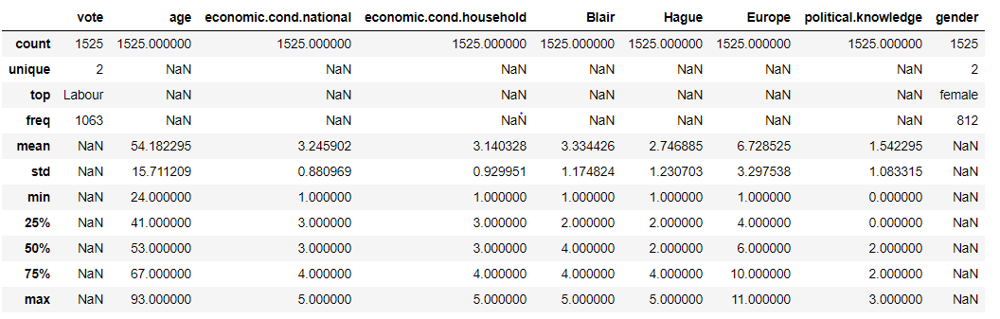 vote age economic.cond.national economic.cond.household Blair Hague Europe political.knowledge gender
count 1525 1525.000000 1525.000000 1525.000000 1525.000000 1525.000000 1525.000000 1525.000000 1525
unique 2 NaN NaN NaN NaN NaN NaN NaN 2
top Labour NaN NaN NaN NaN NaN NaN NaN female
freq 1063 NaN NaN NaN NaN NaN NaN NaN 812
mean NaN 54.182295 3.245902 3.140328 3.334426 2.746885 6.728525 1.542295 NaN
std NaN 15.711209 0.880969 0.929951 1.174824 1.230703 3.297538 1.083315 NaN
min NaN 24.000000 1.000000 1.000000 1.000000 1.000000 1.000000 0.000000 NaN
25% NaN 41.000000 3.000000 3.000000 2.000000 2.000000 4.000000 0.000000 NaN
50% NaN 53.000000 3.000000 3.000000 4.000000 2.000000 6.000000 2.000000 NaN
75% NaN 67.000000 4.000000 4.000000 4.000000 4.000000 10.000000 2.000000 NaN
max NaN 93.000000 5.000000 5.000000 5.000000 5.000000 11.000000 3.000000 NaN